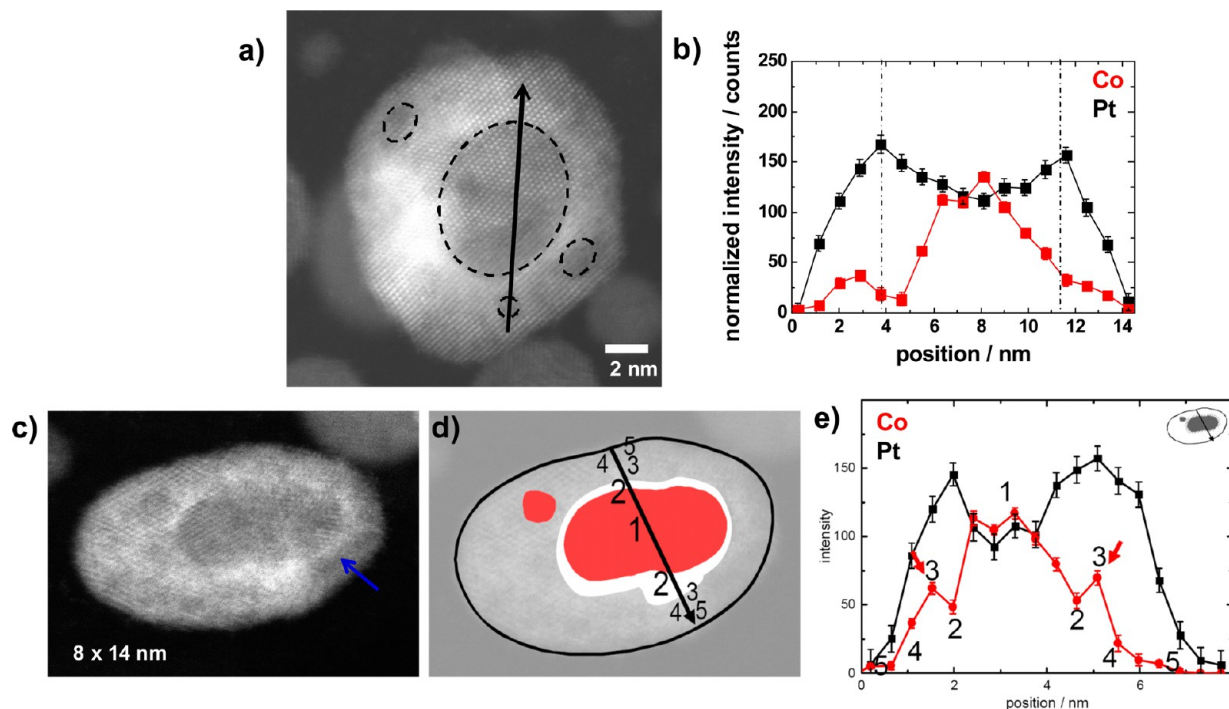 a)
2 nm
b)
normalized intensity / counts
250
200
150
100
50
0
0 2 4 6 8 10 12 14
position / nm
Co
Pt
c)
8 x 14 nm
d)
5
4 3
2
1
2 3
4 5
e)
Co
Pt
intensity
150
100
50
0
0 2 4 6
position / nm
1
3
3
2
2
4
4
5
5